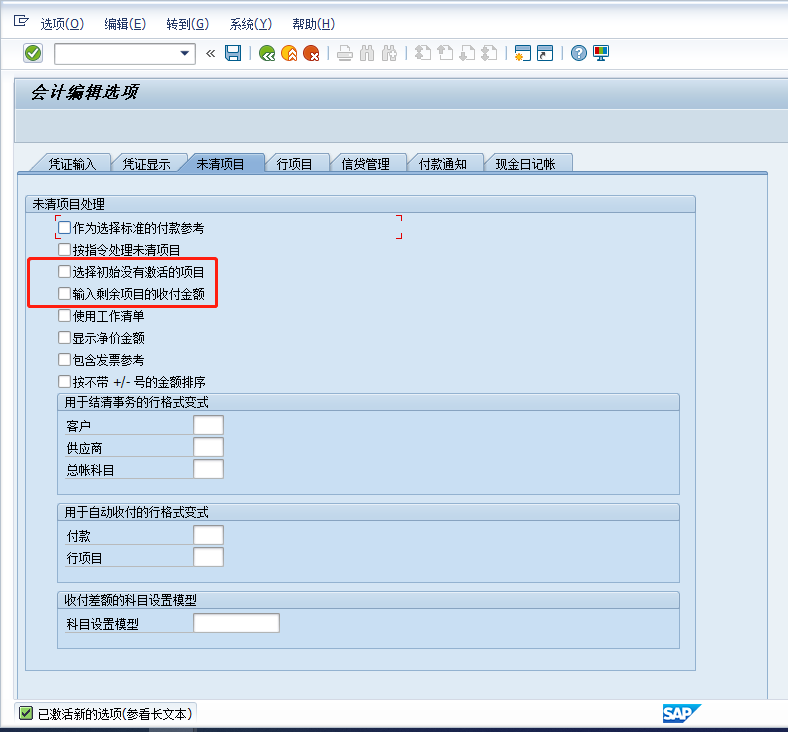 选项(O) 编辑(E) 转到(G) 系统(Y) 帮助(H)
会计编辑选项
凭证输入 凭证显示 未清项目 行项目 信贷管理 付款通知 现金日记帐
未清项目处理
作为选择标准的付款参考
按指令处理未清项目
选择初始没有激活的项目
输入剩余项目的收付金额
使用工作清单
显示净价金额
包含发票参考
按不带 +/- 号的金额排序
用于结清事务的行格式变式
客户
供应商
总帐科目
用于自动收付的行格式变式
付款
行项目
收付差额的科目设置模型
科目设置模型
已激活新的选项(参看长文本)
SAP